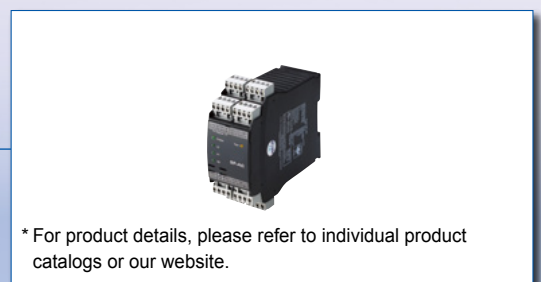 * For product details, please refer to individual product
catalogs or our website.